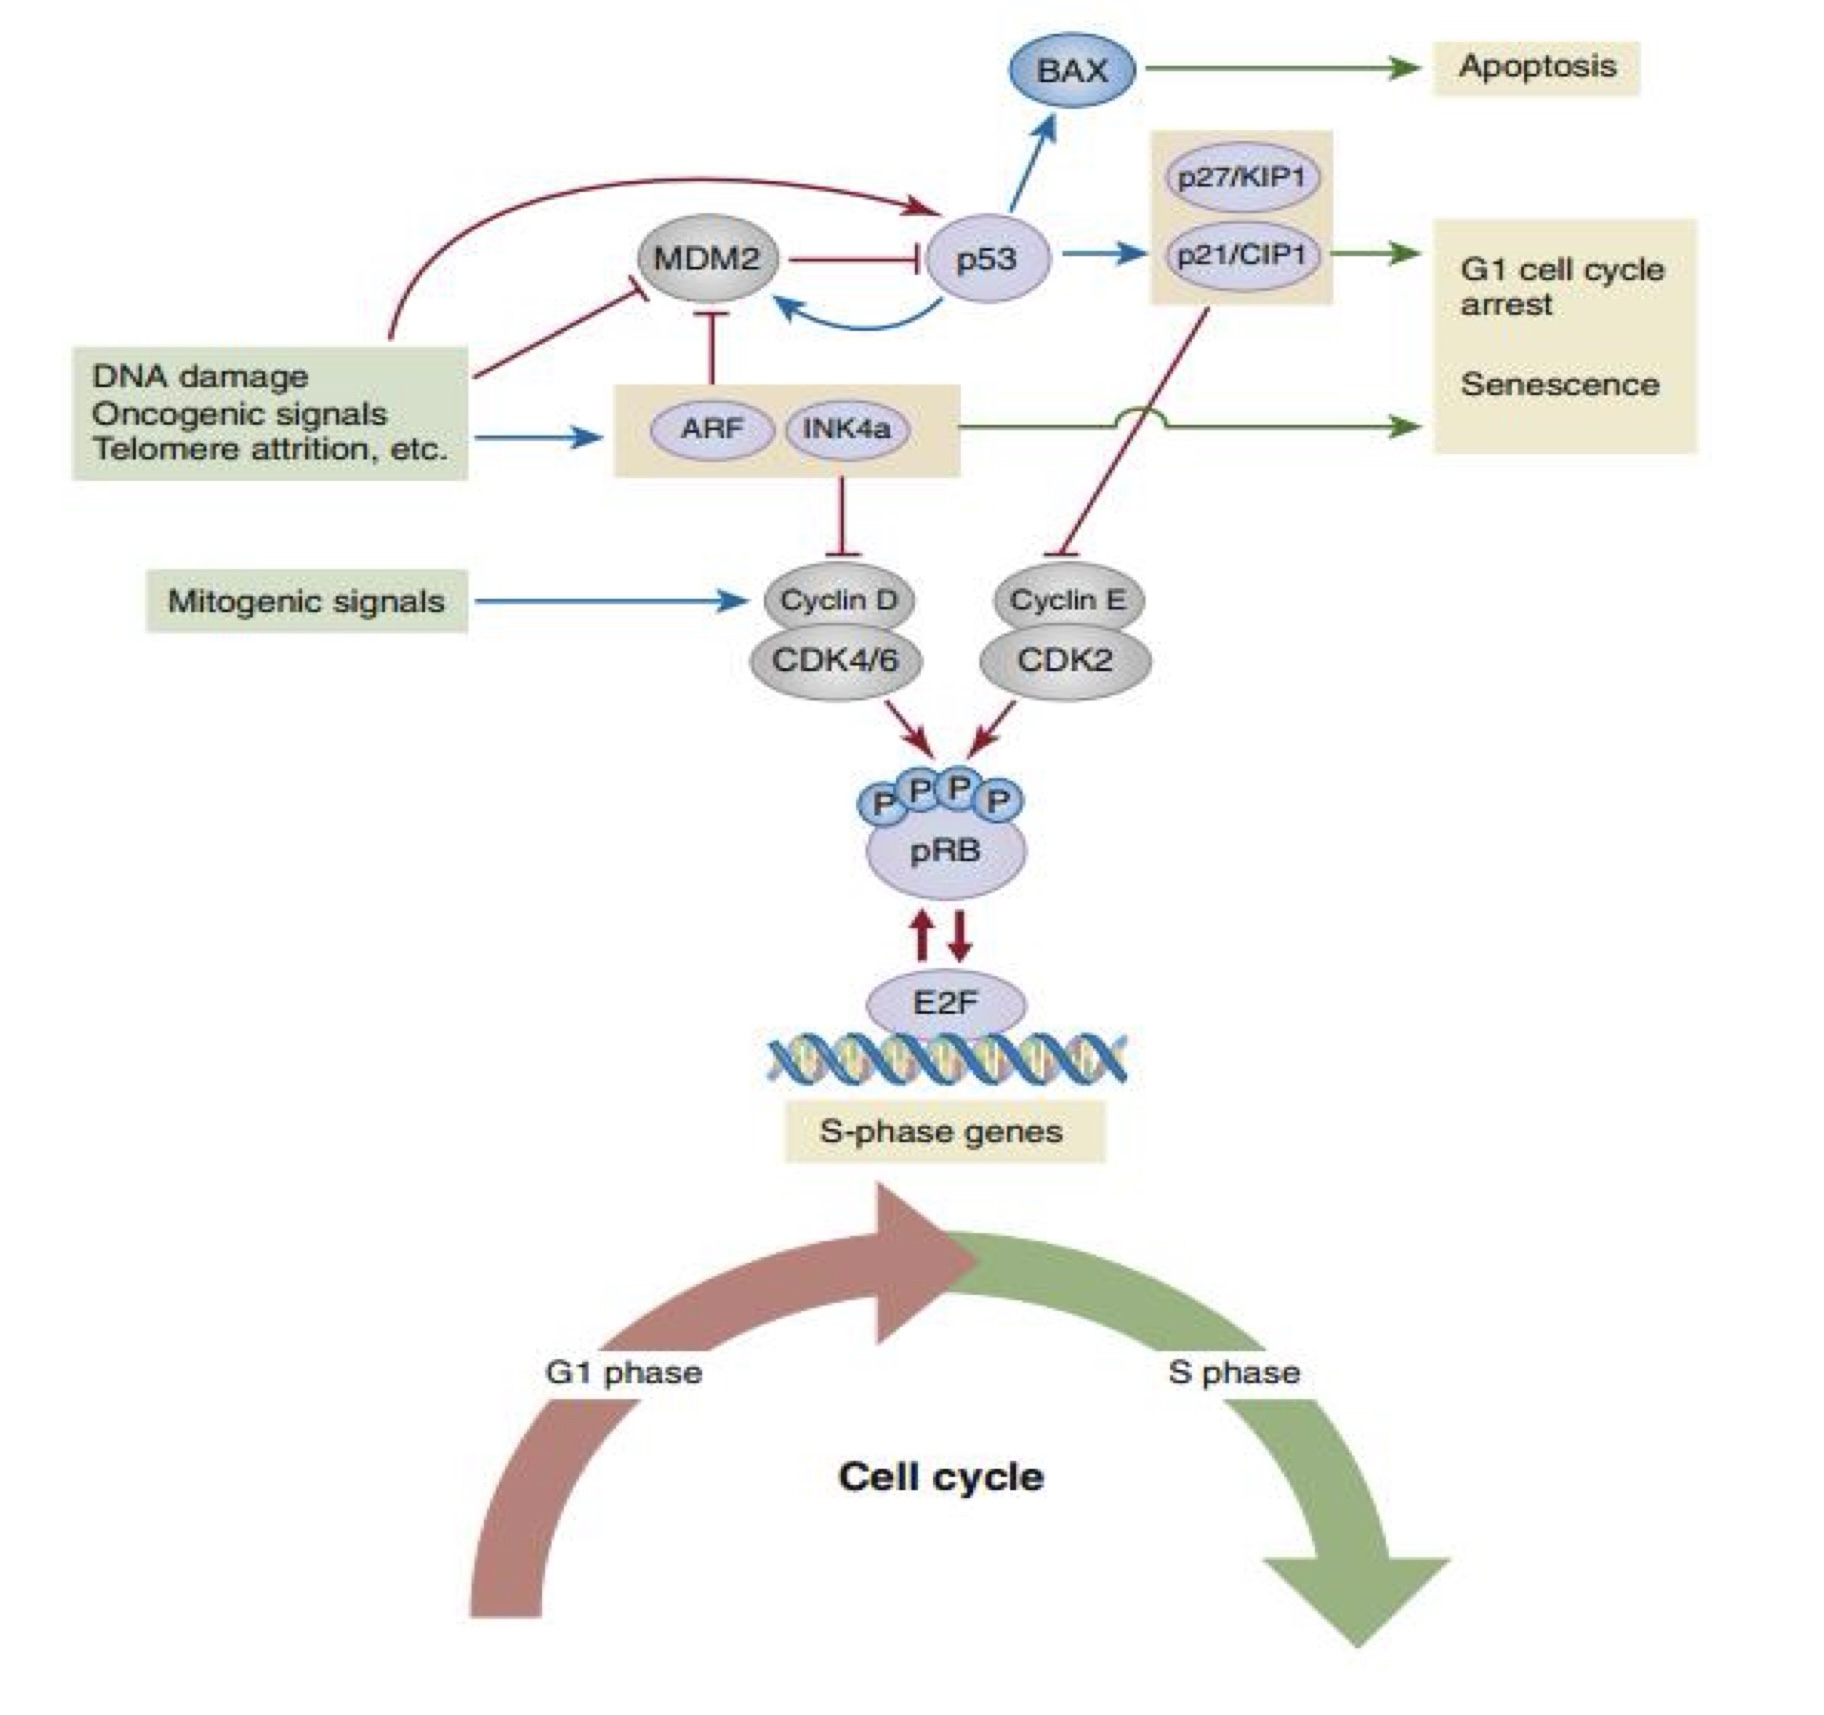 BAX
Apoptosis
p27/KIP1
MDM2
p53
p21/CIP1
G1 cell cycle
arrest
Senescence
DNA damage
Oncogenic signals
Telomere attrition, etc.
ARF
INK4a
Mitogenic signals
Cyclin D
Cyclin E
CDK4/6
CDK2
P P P P
pRB
E2F
S-phase genes
G1 phase
S phase
Cell cycle